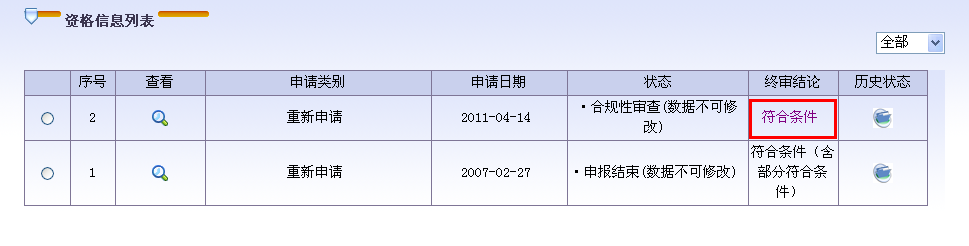 资格信息列表
全部
序号 查看 申请类别 申请日期 状态 终审结论 历史状态
2 重新申请 2011-04-14 ・合规性审查(数据不可修
改) 符合条件
1 重新申请 2007-02-27 ・申报结束(数据不可修改) 符合条件（含
部分符合条
件）